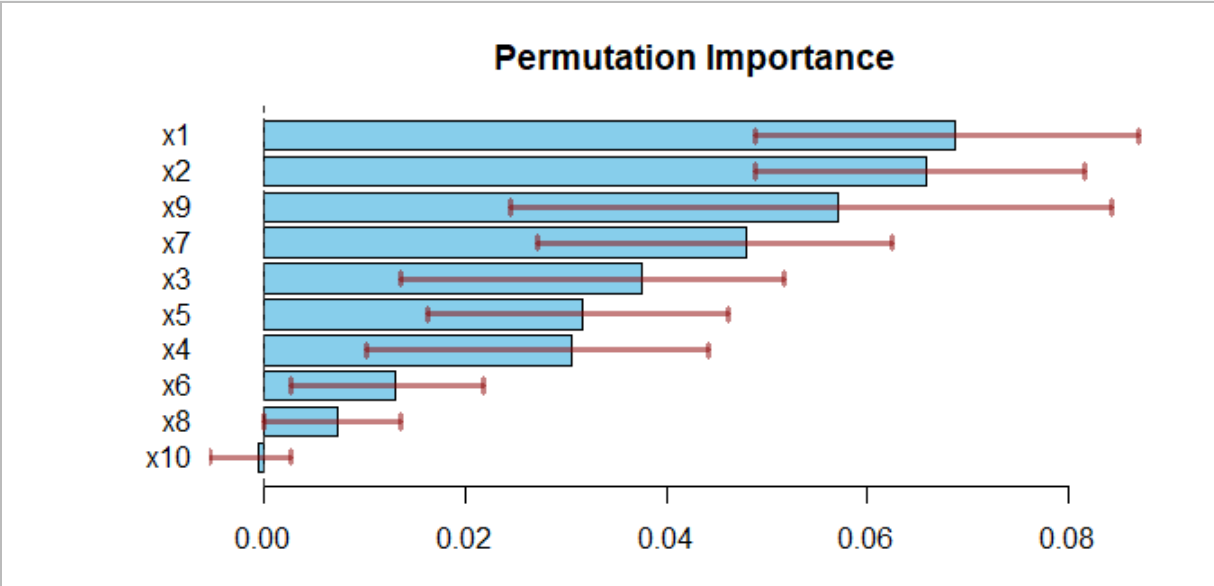 Permutation Importance
x1
x2
x9
x7
x3
x5
x4
x6
x8
x10
0.00 0.02 0.04 0.06 0.08